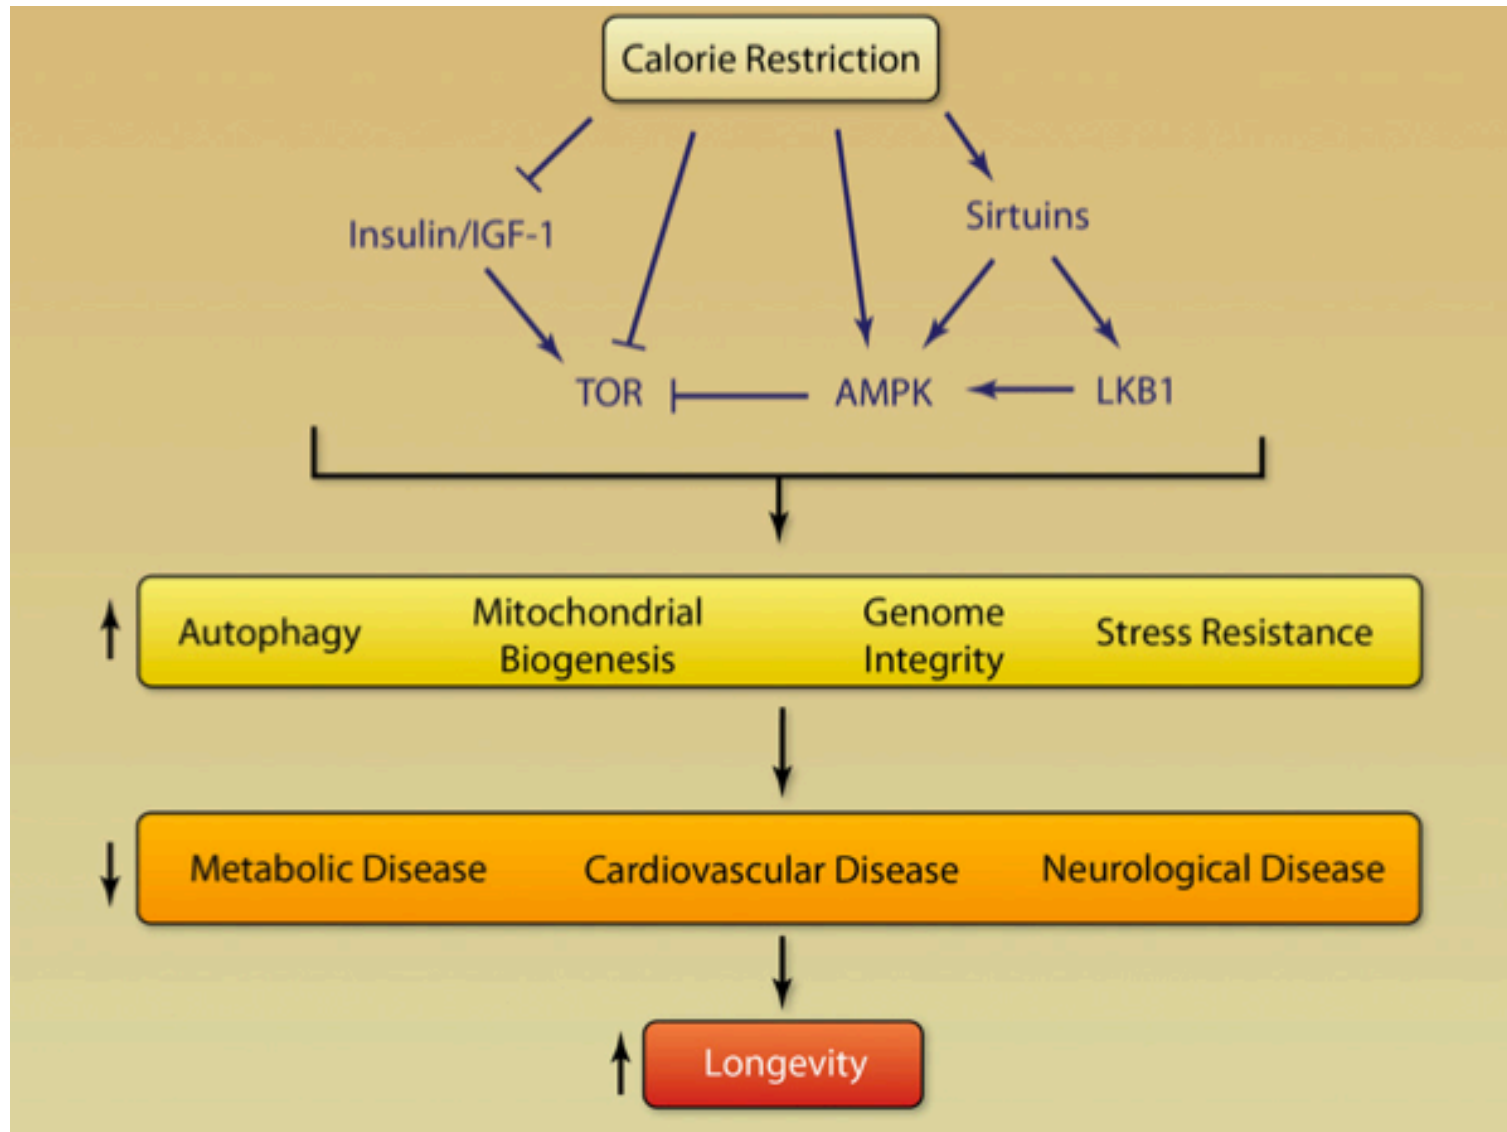 Calorie Restriction
Sirtuins
Insulin/IGF-1
TOR AMPK LKB1
Autophagy Mitochondrial Biogenesis Genome Integrity Stress Resistance
Metabolic Disease Cardiovascular Disease Neurological Disease
Longevity